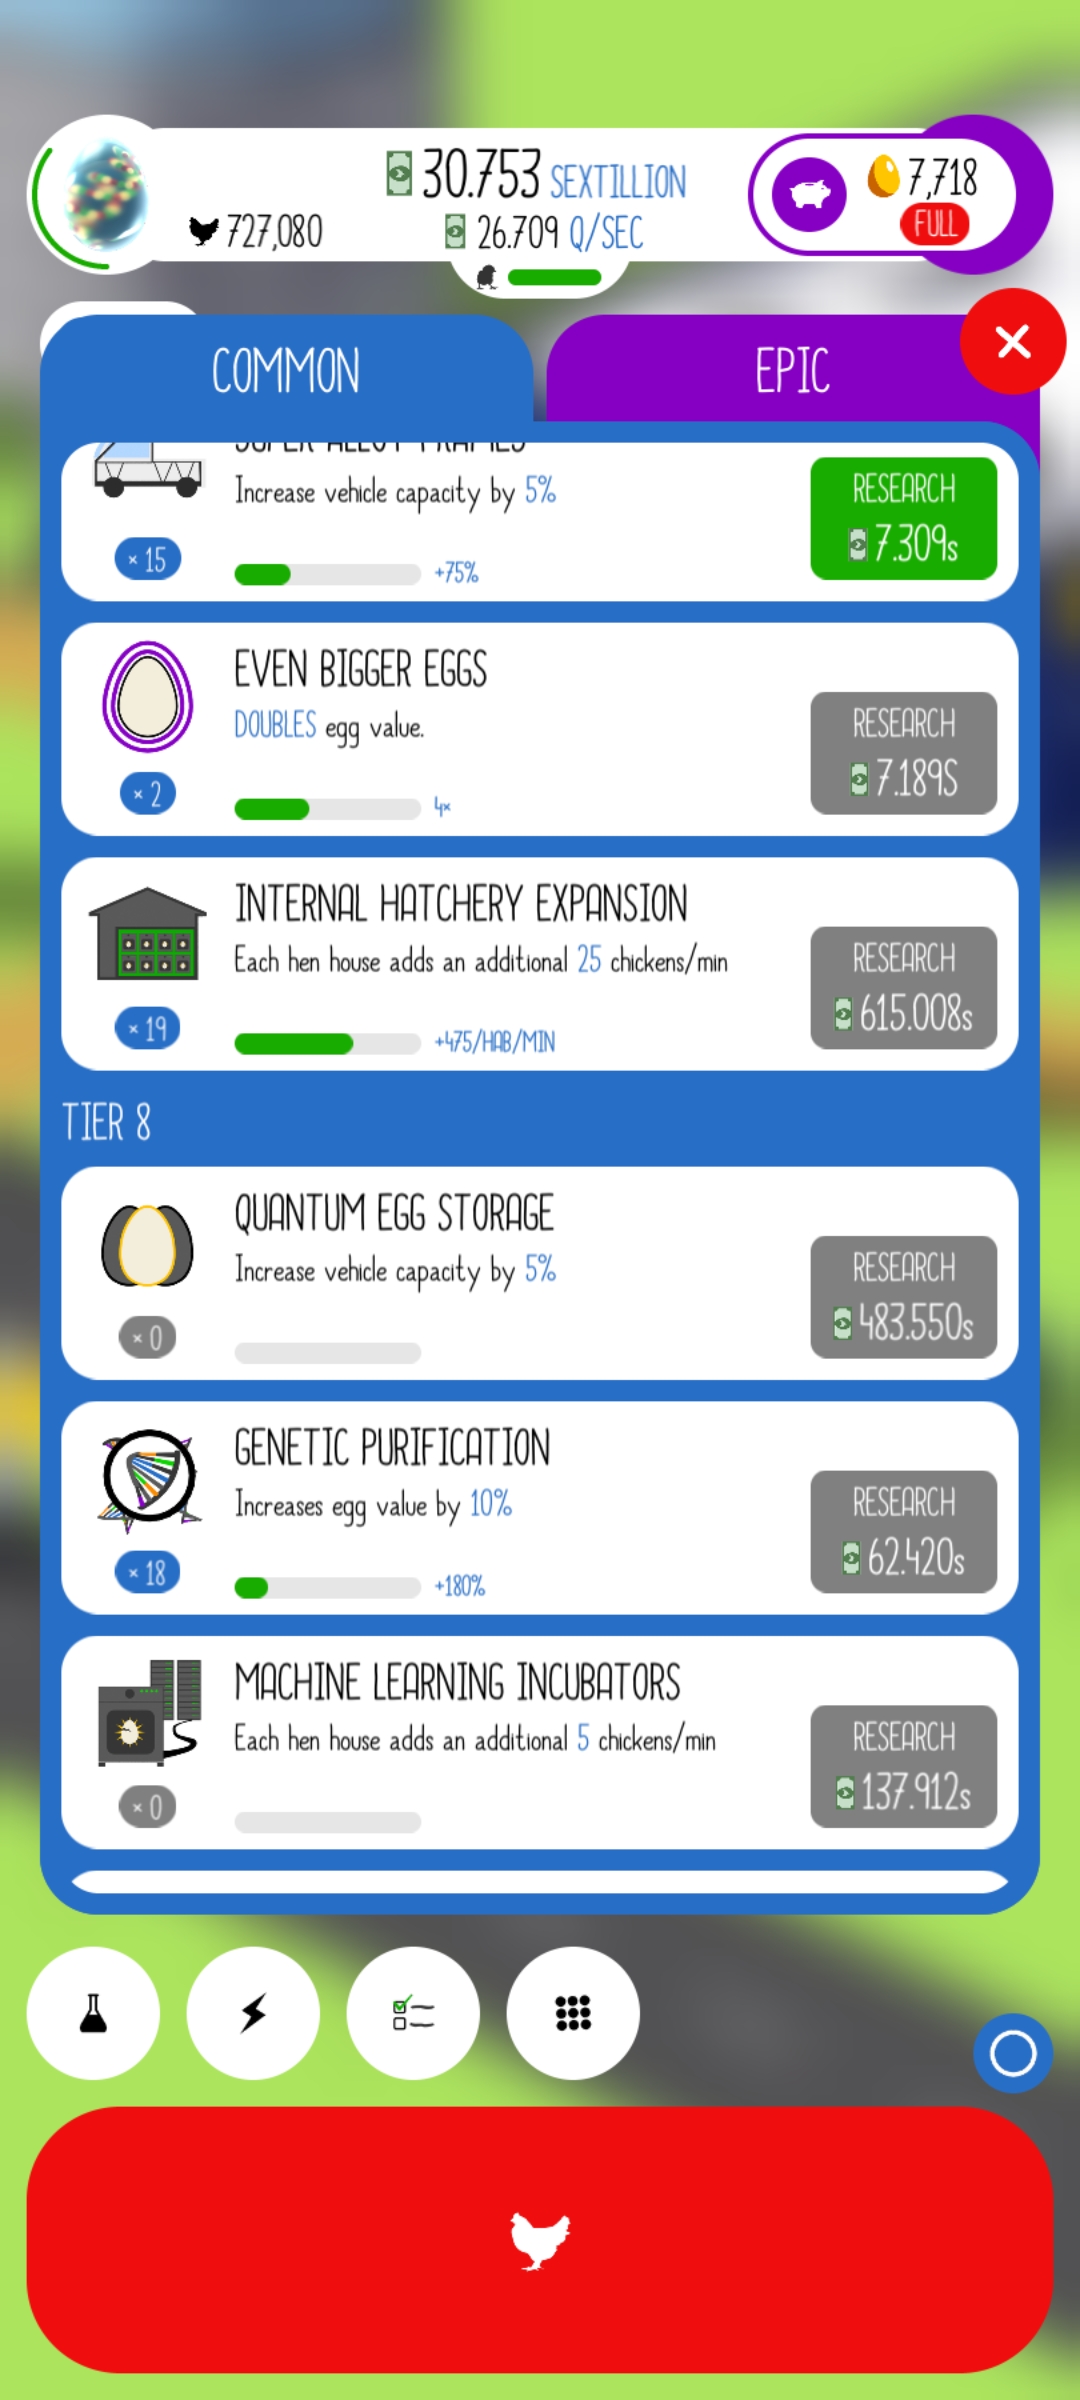 30.753 SEXTILLION
7,718
727,080
26.709 Q/SEC
FULL
COMMON
EPIC
SUPER ALLOY FRAMES
Increase vehicle capacity by 5%
RESEARCH
7.309s
× 15
+75%
EVEN BIGGER EGGS
DOUBLES egg value.
RESEARCH
7.189S
× 2
4×
INTERNAL HATCHERY EXPANSION
Each hen house adds an additional 25 chickens/min
RESEARCH
615.008s
× 19
+475/HAB/MIN
TIER 8
QUANTUM EGG STORAGE
Increase vehicle capacity by 5%
RESEARCH
483.550s
× 0
GENETIC PURIFICATION
Increases egg value by 10%
RESEARCH
62.420s
× 18
+180%
MACHINE LEARNING INCUBATORS
Each hen house adds an additional 5 chickens/min
RESEARCH
137.912s
× 0